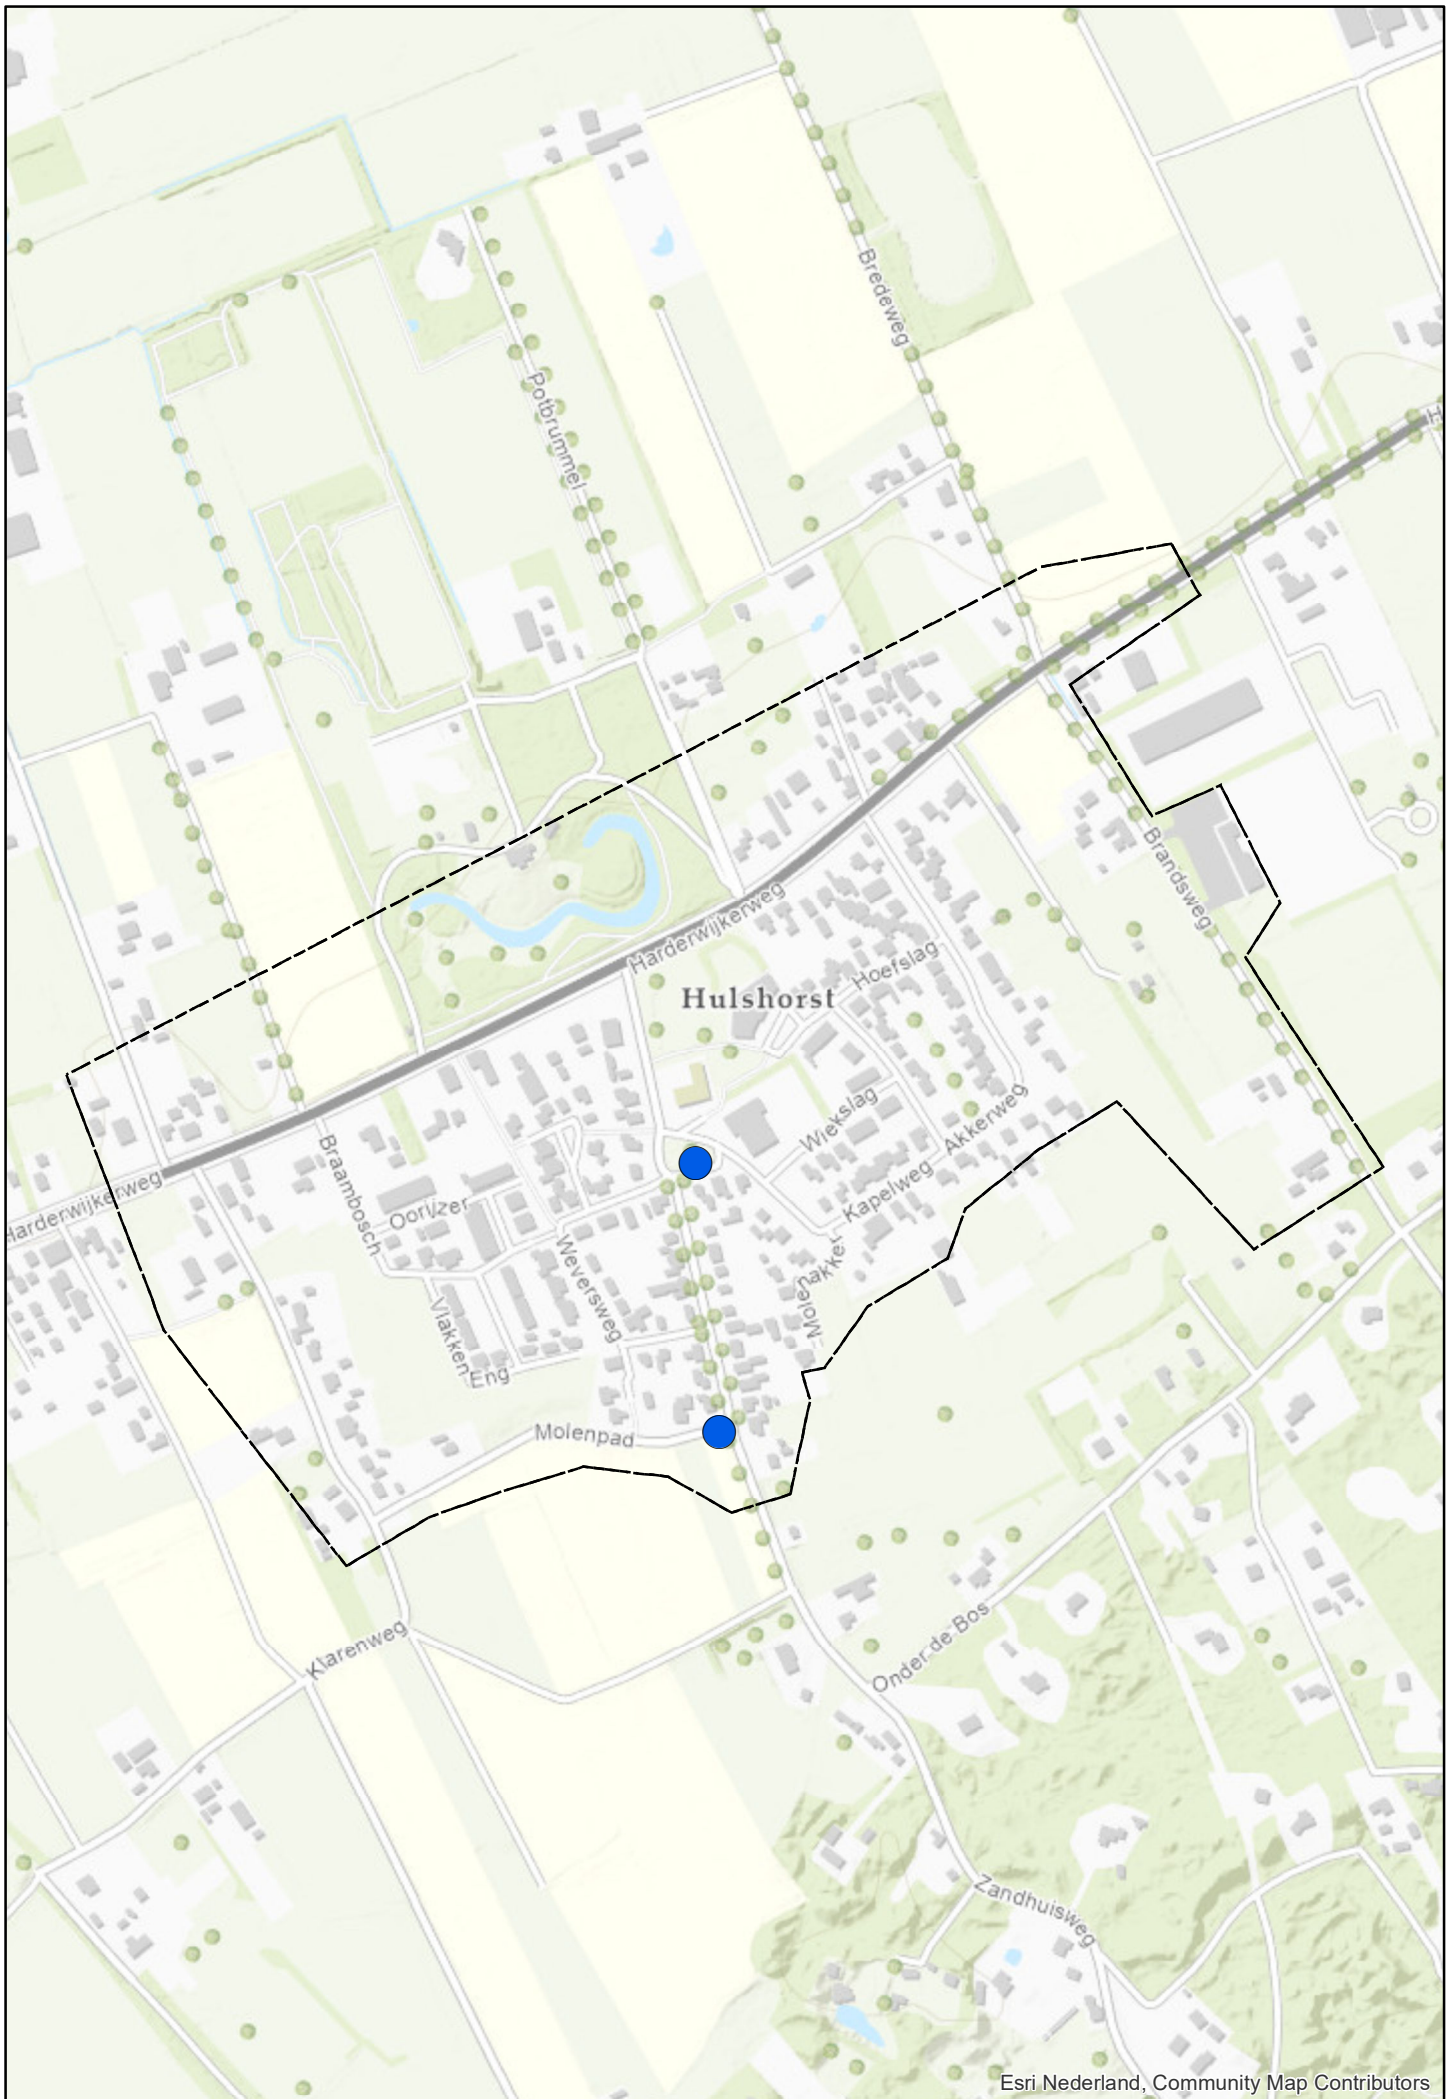 Bredeweg
Potbrummel
H
Harderwijkerweg
Brandsweg
Hoefslag
Hulshorst
Wiekslag
Akkerweg
Braambosch
Harderwijkerweg
Kapelweg
Oorijzer
Weversweg
Molenakker
Vlakken
Eng
Molenpad
Klarenweg
Onder de Bos
Zandhuisweg
Esri Nederland, Community Map Contributors